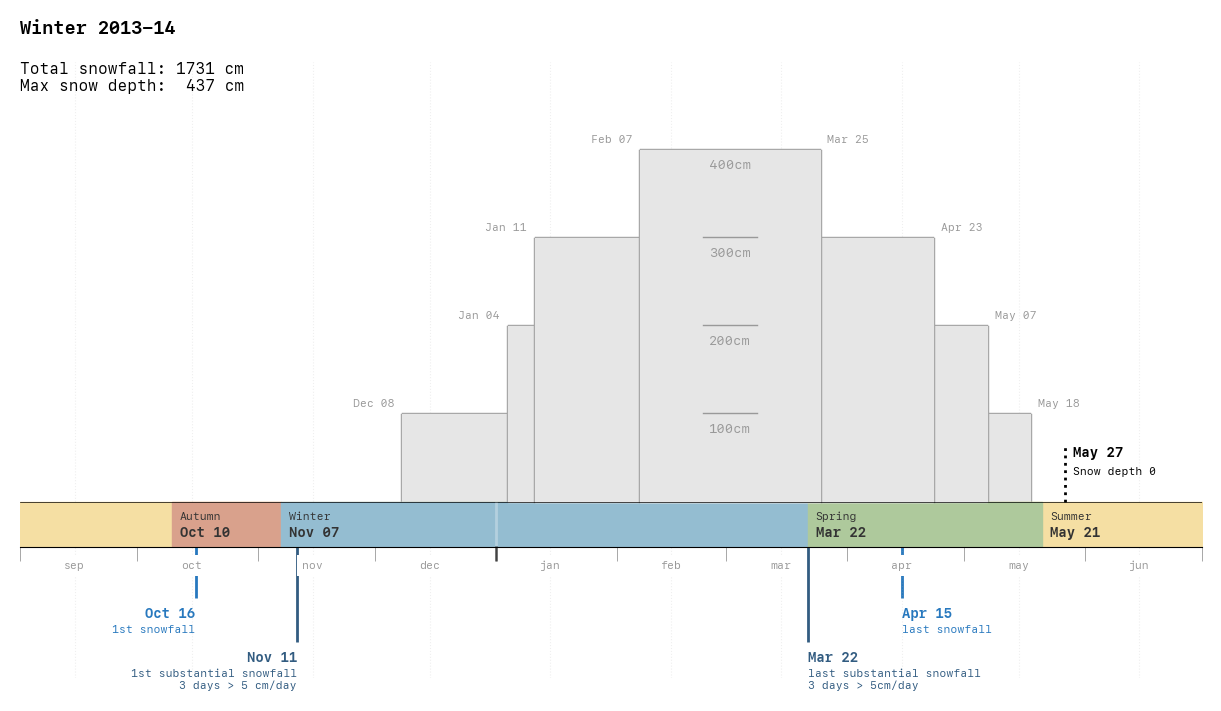 Winter 2013–14
Total snowfall: 1731 cm
Max snow depth:  437 cm
Feb 07
Mar 25
400cm
Jan 11
Apr 23
300cm
Jan 04
May 07
200cm
Dec 08
May 18
100cm
May 27
Snow depth 0
Autumn
Oct 10
Winter
Nov 07
Spring
Mar 22
Summer
May 21
sep
oct
nov
dec
jan
feb
mar
apr
may
jun
Oct 16
1st snowfall
Apr 15
last snowfall
Nov 11
1st substantial snowfall
3 days > 5 cm/day
Mar 22
last substantial snowfall
3 days > 5cm/day